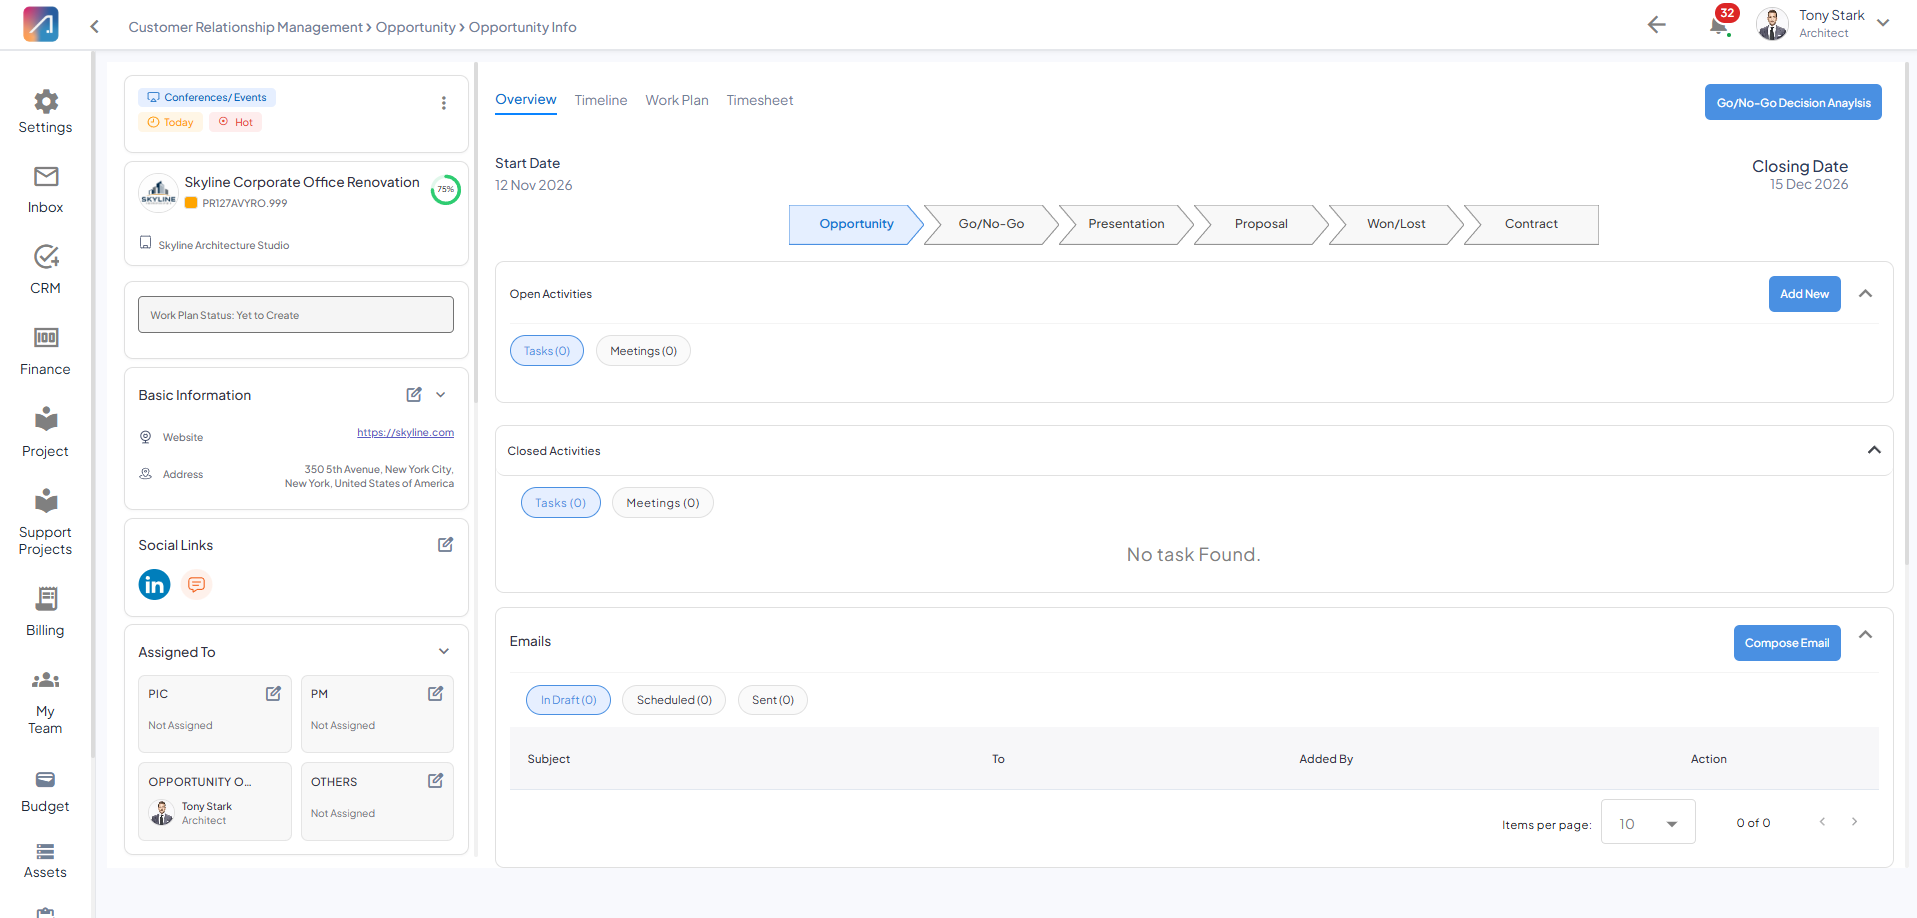 Customer Relationship Management > Opportunity > Opportunity Info
32
Tony Stark
Architect
Settings
Inbox
CRM
Finance
Project
Support
Projects
Billing
My
Team
Budget
Assets
Conferences/ Events
Today
Hot
SKYLINE
Skyline Corporate Office Renovation
PR127AVYRO.999
75%
Skyline Architecture Studio
Work Plan Status: Yet to Create
Basic Information
Website
https://skyline.com
Address
350 5th Avenue, New York City,
New York, United States of America
Social Links
in
Assigned To
PIC
Not Assigned
PM
Not Assigned
OPPORTUNITY O...
Tony Stark
Architect
OTHERS
Not Assigned
Overview
Timeline
Work Plan
Timesheet
Go/No-Go Decision Anaylsis
Start Date
12 Nov 2026
Closing Date
15 Dec 2026
Opportunity
Go/No-Go
Presentation
Proposal
Won/Lost
Contract
Open Activities
Add New
Tasks (0)
Meetings (0)
Closed Activities
Tasks (0)
Meetings (0)
No task Found.
Emails
Compose Email
In Draft (0)
Scheduled (0)
Sent (0)
Subject
To
Added By
Action
Items per page:
10
0 of 0